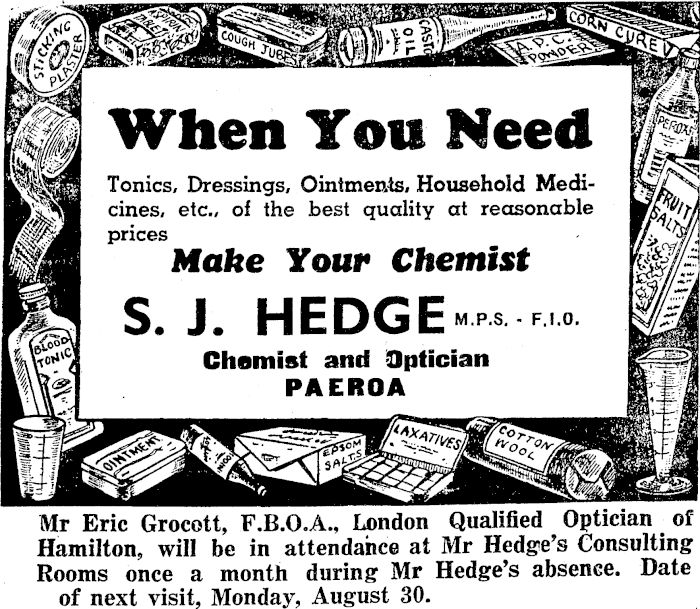 STICKING PLASTER
COUGH JUBES
CASTOR OIL
A.P.C. POWDERS
CORN CURE
PEROXI
When You Need
Tonics, Dressings, Ointments, Household Medi-
cines, etc., of the best quality at reasonable
prices
Make Your Chemist
S. J. HEDGE M.P.S. - F.I.O.
Chemist and Optician
PAEROA
FRUIT
SALTS
BLOOD
TONIC
OINTMENT
EPSOM
SALTS
LAXATIVES
COTTON
WOOL
Mr Eric Grocott, F.B.O.A., London Qualified Optician of
Hamilton, will be in attendance at Mr Hedge's Consulting
Rooms once a month during Mr Hedge's absence. Date
of next visit, Monday, August 30.